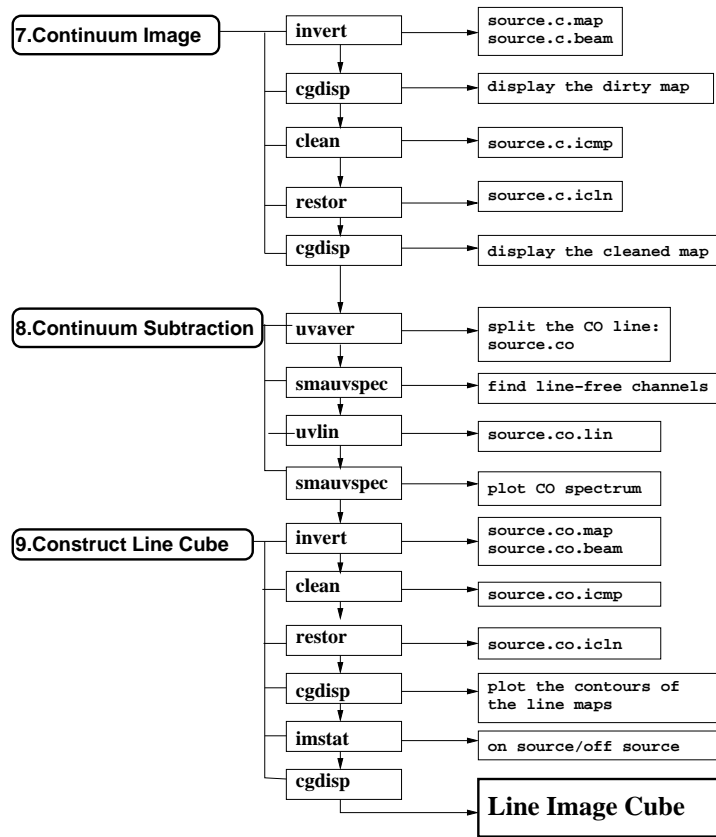 7.Continuum Image
invert
source.c.map
source.c.beam
cgdisp
display the dirty map
clean
source.c.icmp
restor
source.c.icln
cgdisp
display the cleaned map
8.Continuum Subtraction
uvaver
split the CO line:
source.co
smauvspec
find line-free channels
uvlin
source.co.lin
smauvspec
plot CO spectrum
9.Construct Line Cube
invert
source.co.map
source.co.beam
clean
source.co.icmp
restor
source.co.icln
cgdisp
plot the contours of
the line maps
imstat
on source/off source
cgdisp
Line Image Cube